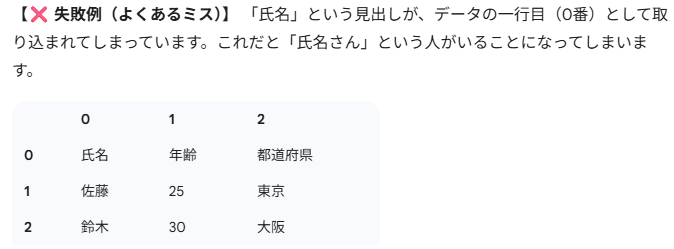 【❌ 失敗例（よくあるミス）】 「氏名」という見出しが、データの一行目（0番）として取
り込まれてしまっています。これだと「氏名さん」という人がいることになってしまいま
す。
0 1 2
0 氏名 年齢 都道府県
1 佐藤 25 東京
2 鈴木 30 大阪